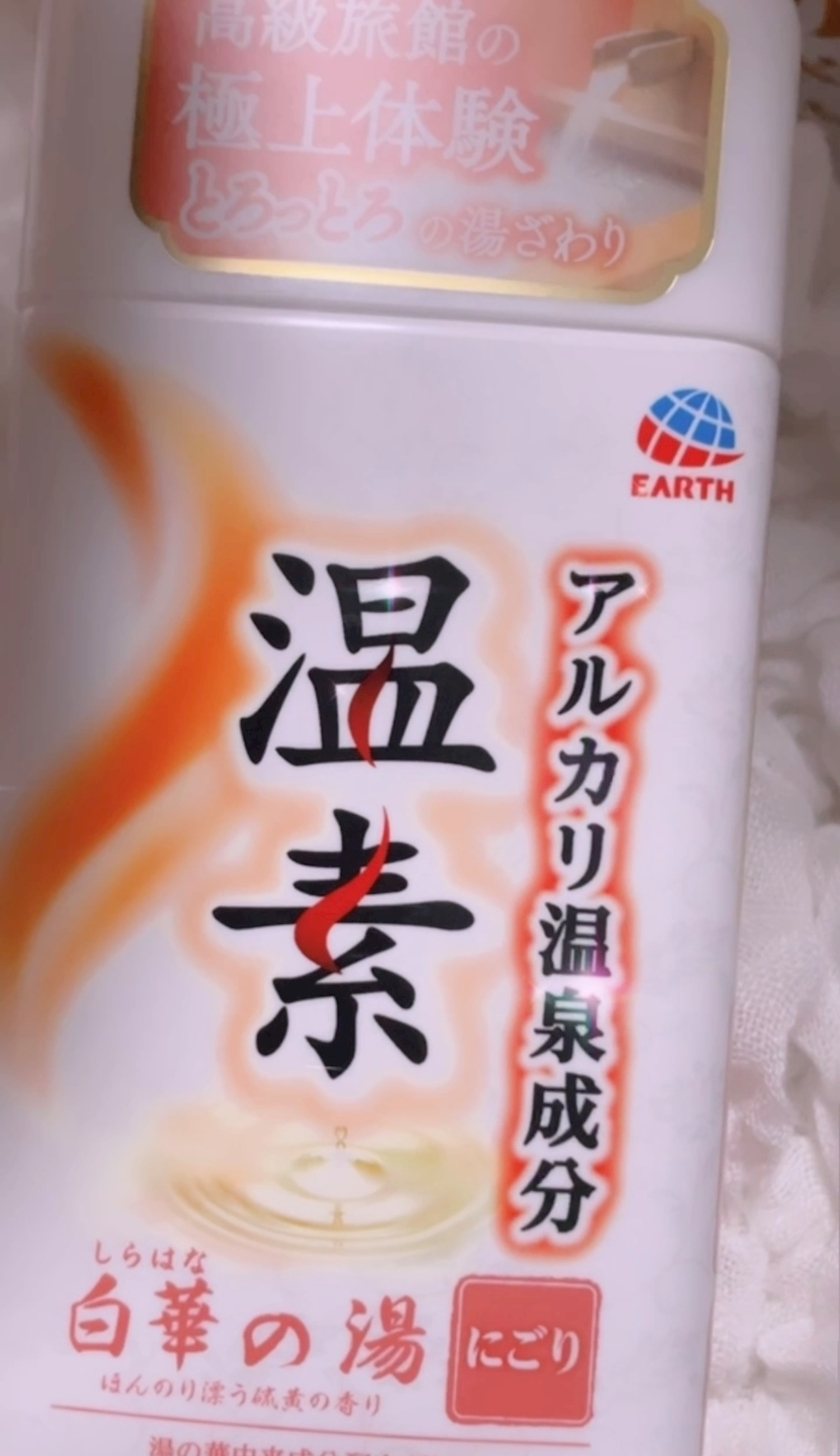 高級旅館の
極上体験
とろっとろの湯ざわり
EARTH
温素
アルカリ温泉成分
しらはな
白華の湯
にごり
ほんのり漂う硫黄の香り